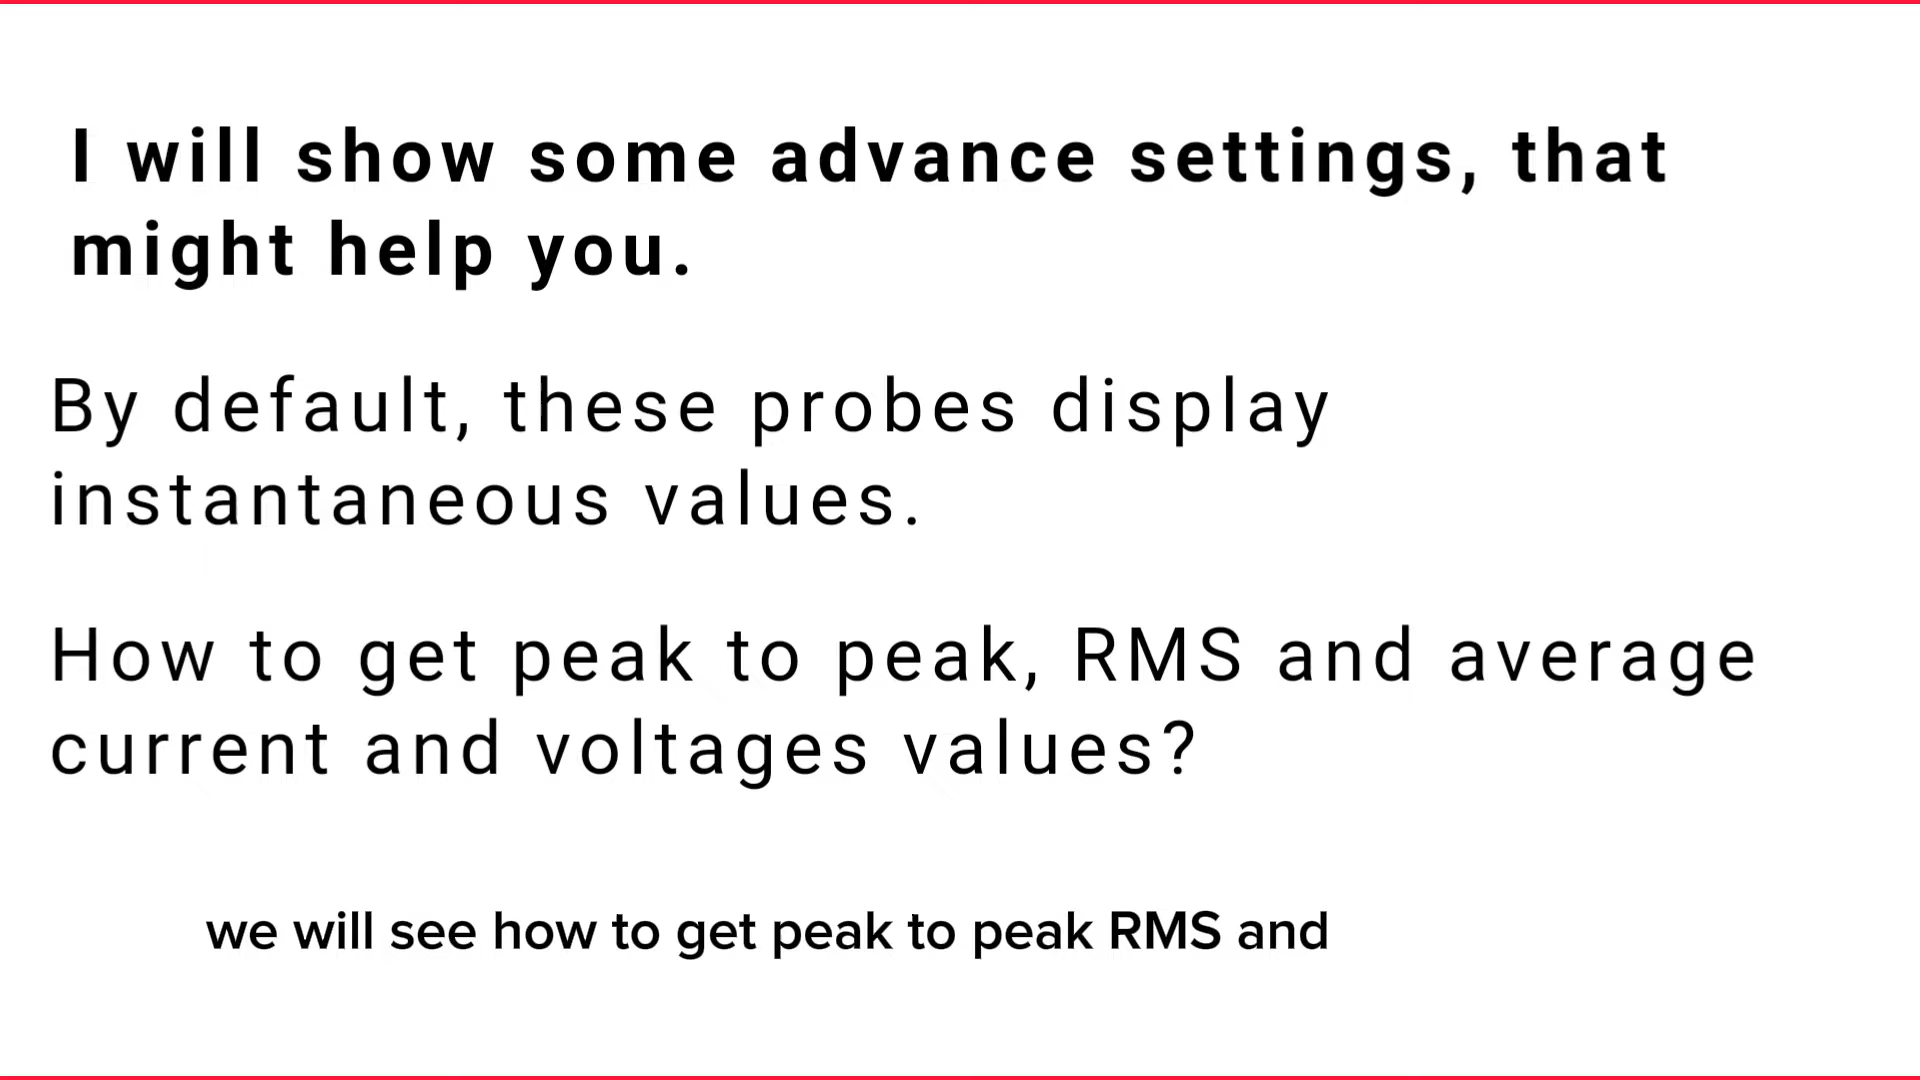 I will show some advance settings, that
might help you.
By default, these probes display
instantaneous values.
How to get peak to peak, RMS and average
current and voltages values?
we will see how to get peak to peak RMS and